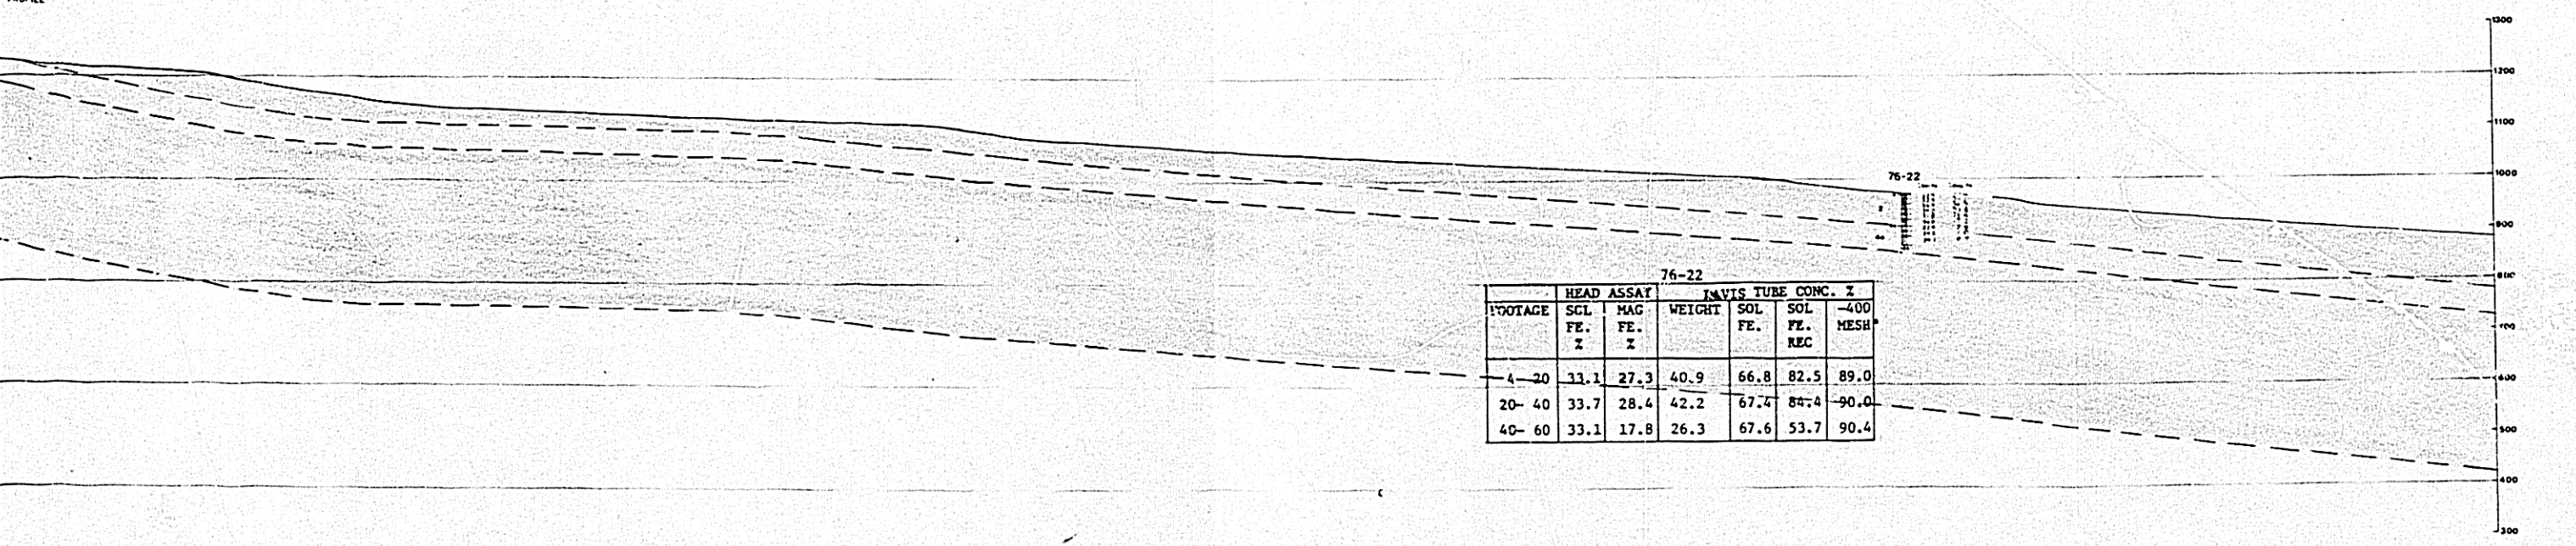 PROFILE
1300
1200
1100
1000
76-22
900
800
76-22
HEAD ASSAY DAVIS TUBE CONC. %
FOOTAGE SOL MAG WEIGHT SOL SOL -400
FE. FE. FE. FE. MESH
% % REC
700
4-20 33.1 27.3 40.9 66.8 82.5 89.0
600
20- 40 33.7 28.4 42.2 67.4 84.4 90.0
40- 60 33.1 17.8 26.3 67.6 53.7 90.4
500
400
300